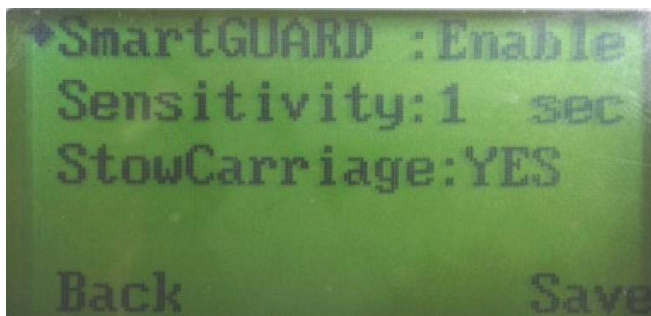 SmartGUARD :Enable
Sensitivity:1 sec
StowCarriage:YES
Back Save